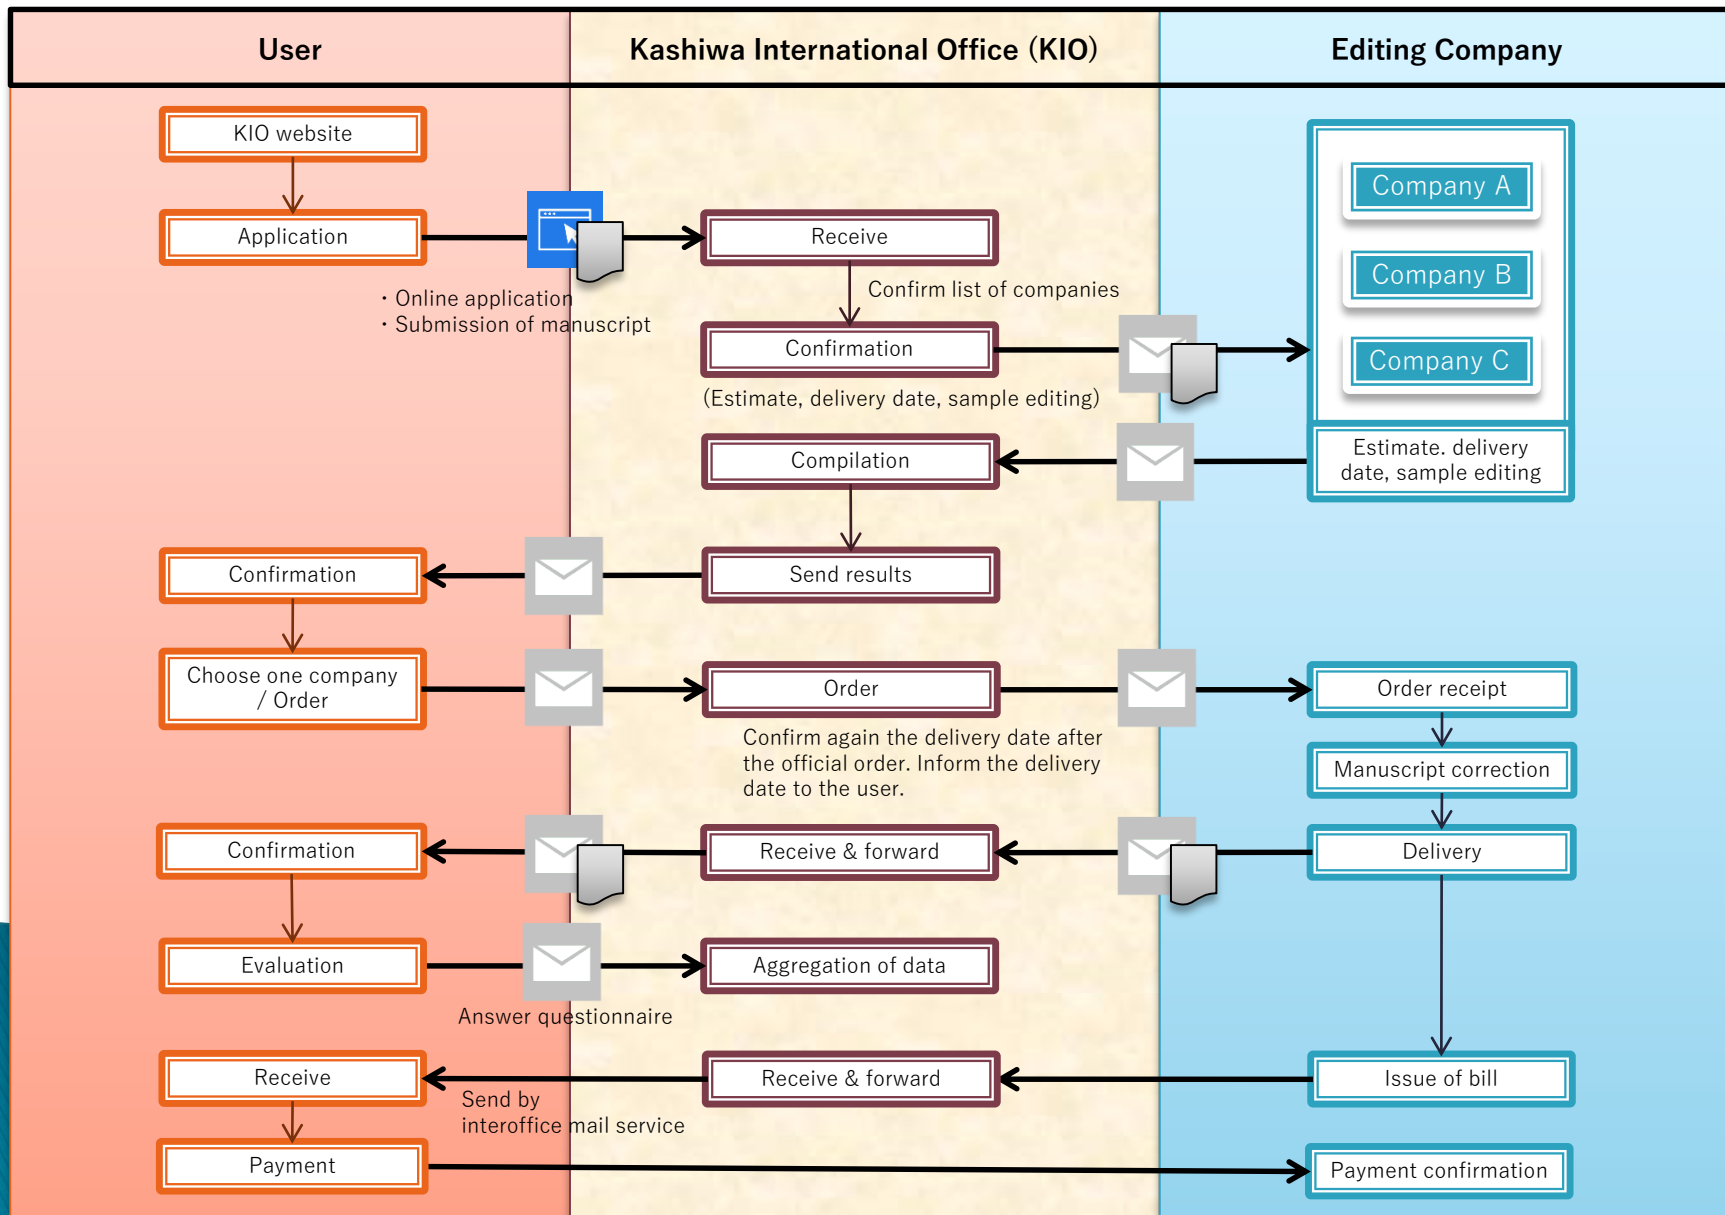 User
Kashiwa International Office (KIO)
Editing Company
KIO website
Company A
Application
Receive
Company B
・Online application
・Submission of manuscript
Confirm list of companies
Confirmation
Company C
(Estimate, delivery date, sample editing)
Compilation
Estimate. delivery
date, sample editing
Confirmation
Send results
Choose one company
/ Order
Order
Order receipt
Confirm again the delivery date after
the official order. Inform the delivery
date to the user.
Manuscript correction
Confirmation
Receive & forward
Delivery
Evaluation
Aggregation of data
Answer questionnaire
Receive
Receive & forward
Issue of bill
Send by
interoffice mail service
Payment
Payment confirmation